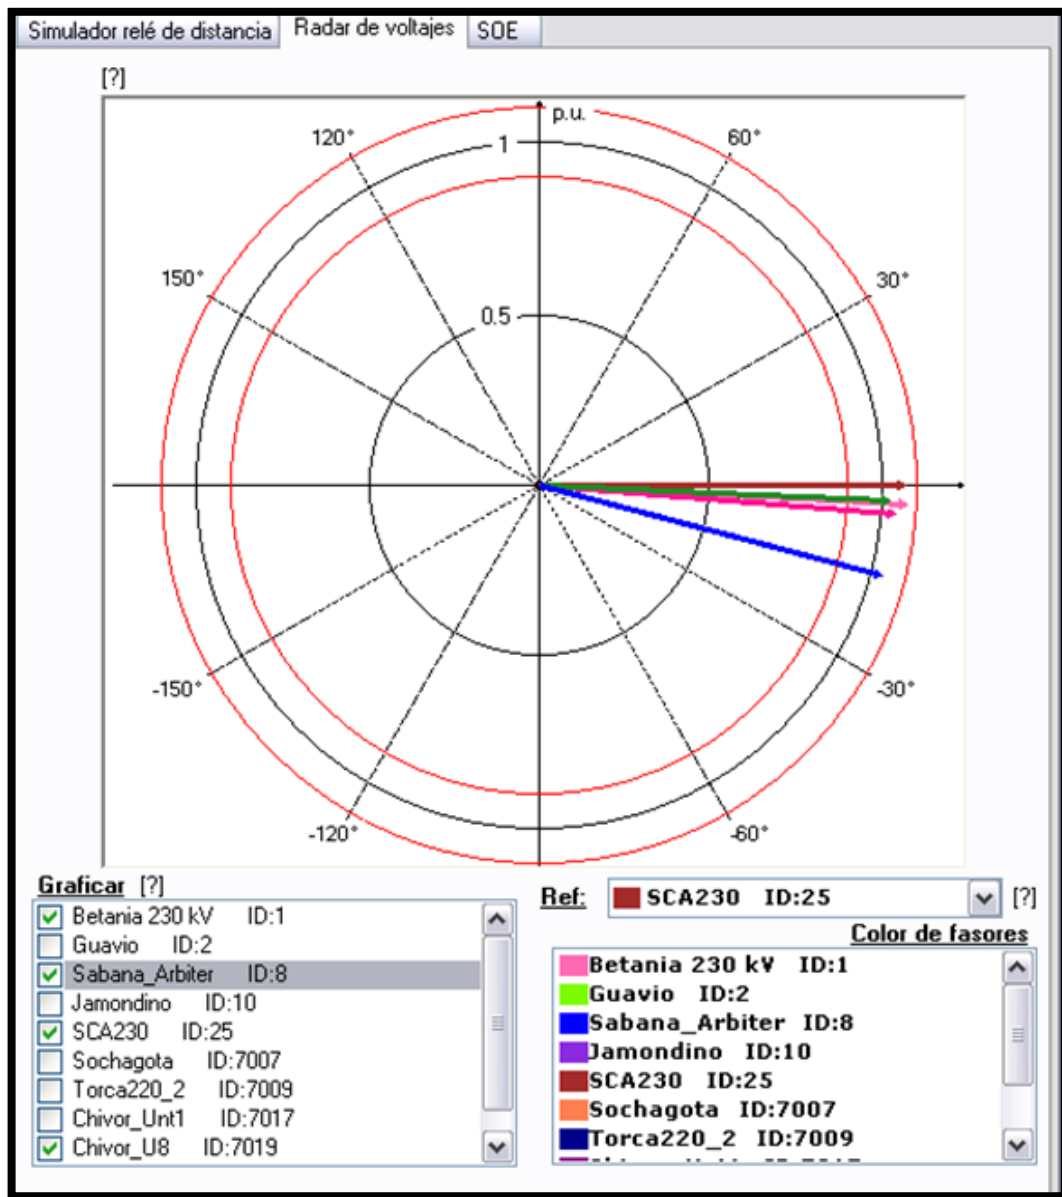 Simulador relé de distancia Radar de voltajes SOE
[?]
p.u.
120° 1 60°
150° 30°
0.5
-150° -30°
-120° -60°
Graficar [?]
Betania 230 kV ID:1
Guavio ID:2
Sabana_Arbiter ID:8
Jamondino ID:10
SCA230 ID:25
Sochagota ID:7007
Torca220_2 ID:7009
Chivor_Unt1 ID:7017
Chivor_U8 ID:7019
Ref: SCA230 ID:25 [?]
Color de fasores
Betania 230 kV ID:1
Guavio ID:2
Sabana_Arbiter ID:8
Jamondino ID:10
SCA230 ID:25
Sochagota ID:7007
Torca220_2 ID:7009